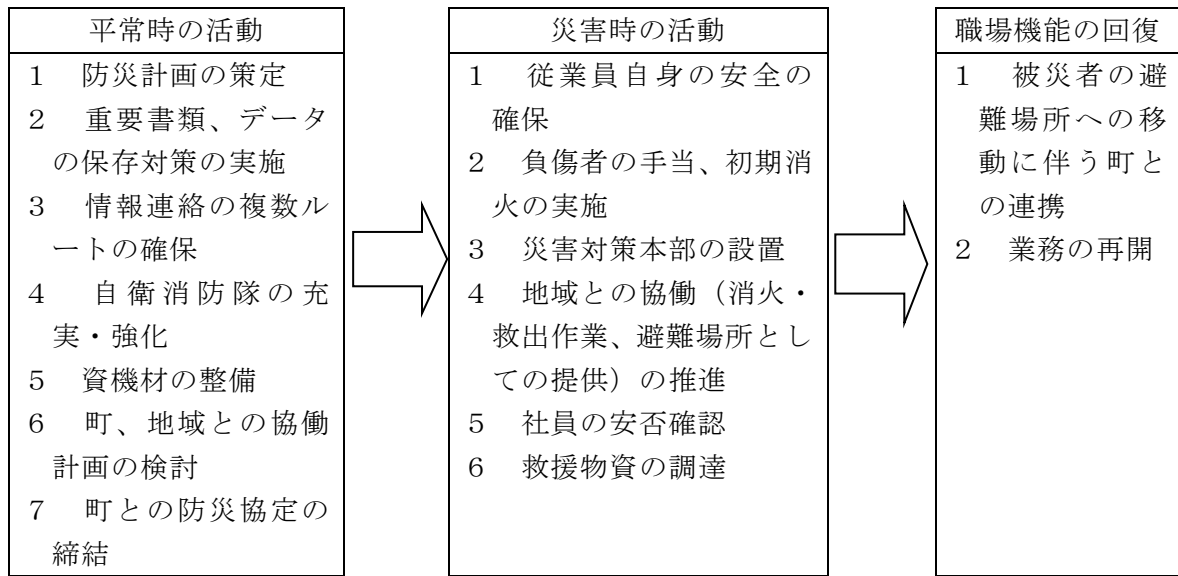 平常時の活動
1　防災計画の策定
2　重要書類、データ
の保存対策の実施
3　情報連絡の複数ル
ートの確保
4　自衛消防隊の充
実・強化
5　資機材の整備
6　町、地域との協働
計画の検討
7　町との防災協定の
締結
災害時の活動
1　従業員自身の安全の
確保
2　負傷者の手当、初期消
火の実施
3　災害対策本部の設置
4　地域との協働（消火・
救出作業、避難場所とし
ての提供）の推進
5　社員の安否確認
6　救援物資の調達
職場機能の回復
1　被災者の避
難場所への移
動に伴う町と
の連携
2　業務の再開